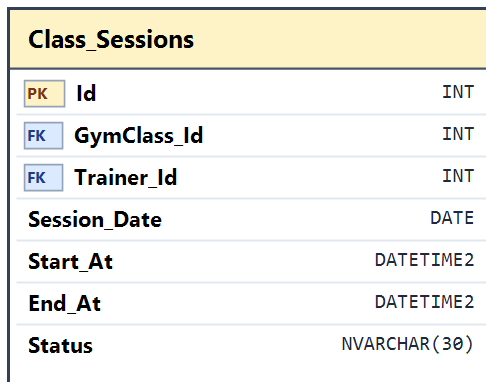 Class_Sessions
PK Id INT
FK GymClass_Id INT
FK Trainer_Id INT
Session_Date DATE
Start_At DATETIME2
End_At DATETIME2
Status NVARCHAR(30)